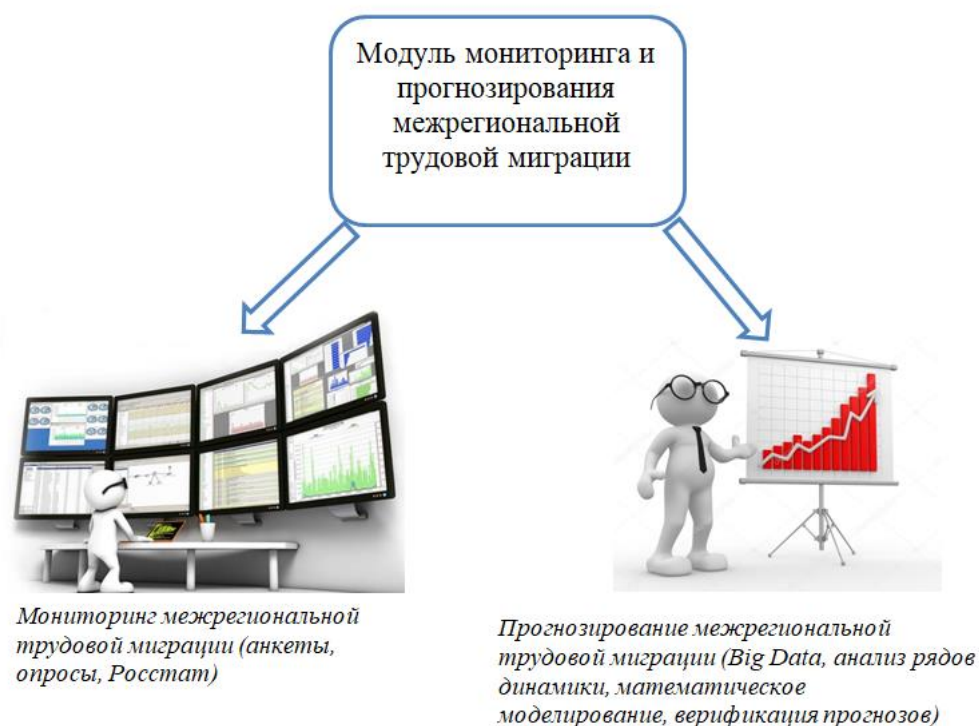 Модуль мониторинга и
прогнозирования
межрегиональной
трудовой миграции
Мониторинг межрегиональной
трудовой миграции (анкеты,
опросы, Росстат)
Прогнозирование межрегиональной
трудовой миграции (Big Data, анализ рядов
динамики, математическое
моделирование, верификация прогнозов)